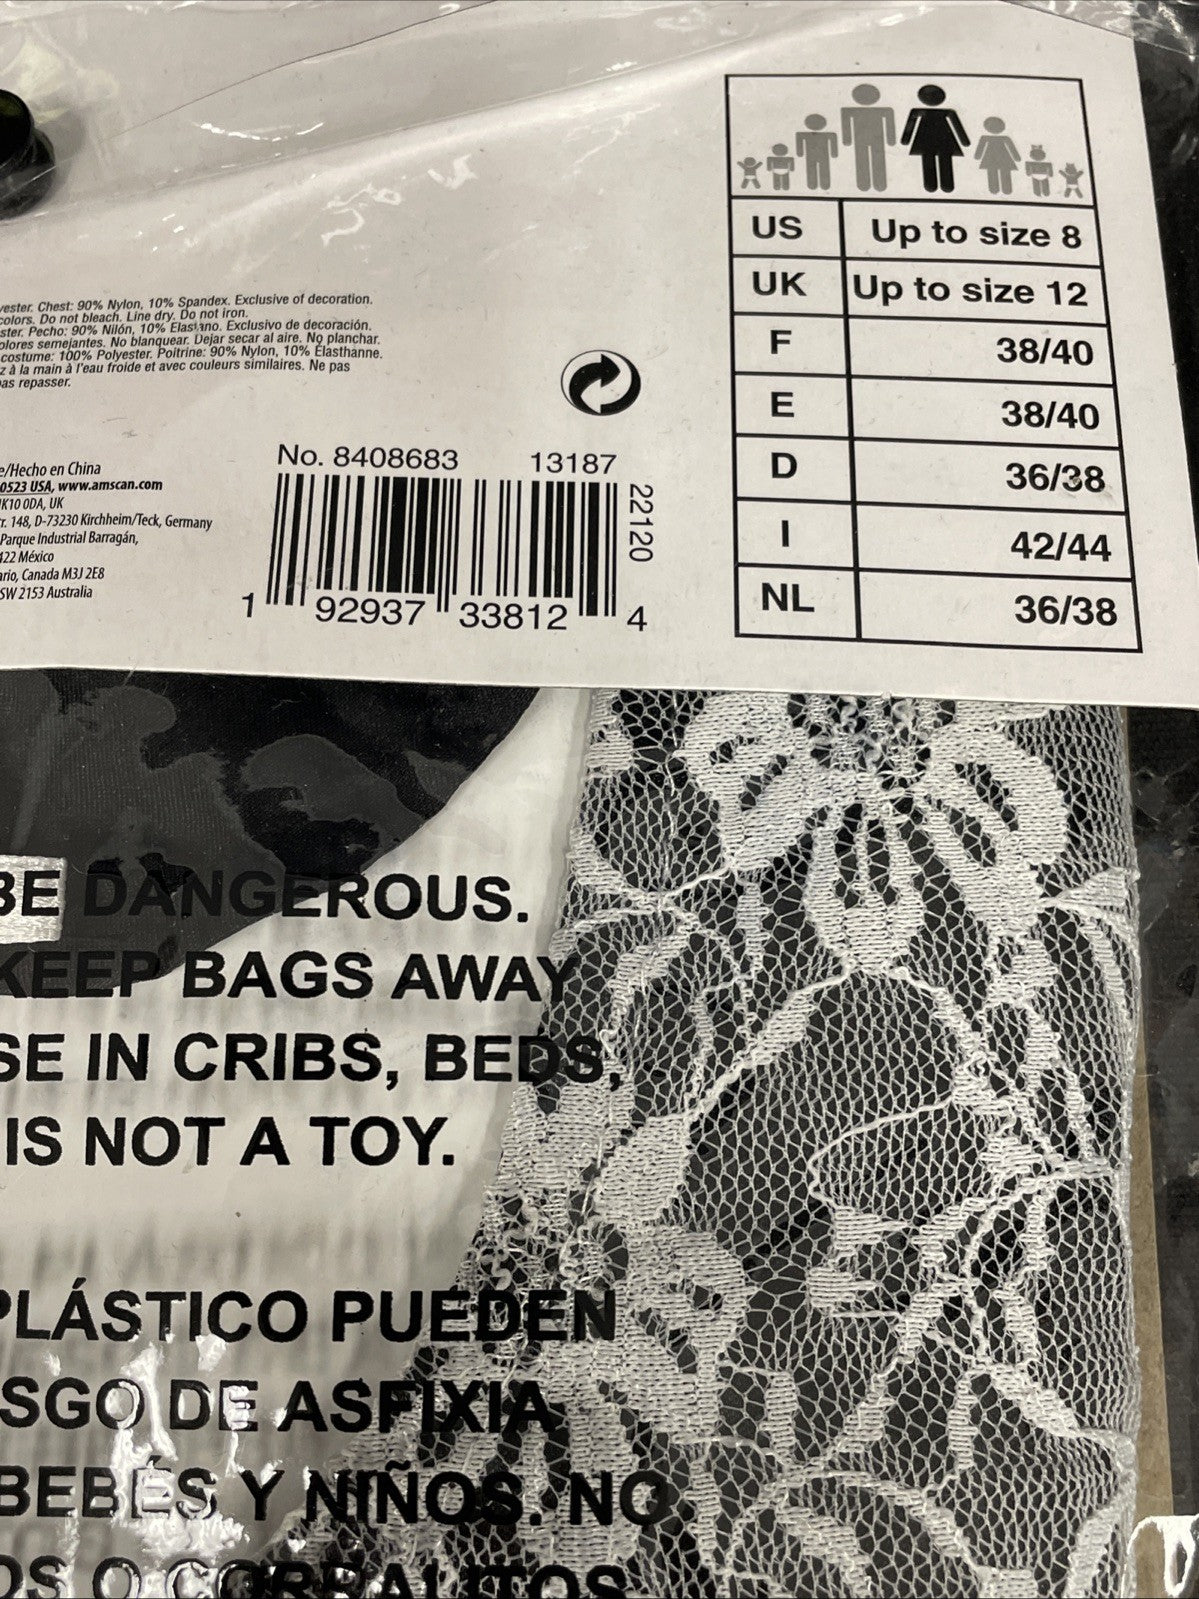 US Up to size 8
UK Up to size 12
F 38/40
E 38/40
D 36/38
I 42/44
NL 36/38
Chest: 90% Nylon, 10% Spandex. Exclusive of decoration.
colors. Do not bleach. Line dry. Do not iron.
Pecho: 90% Nilón, 10% Elastano. Exclusivo de decoración.
semejantes. No blanquear. Dejar secar al aire. No planchar.
costume: 100% Polyester. Poitrine: 90% Nylon, 10% Élasthanne.
à la main à l'eau froide et avec couleurs similaires. Ne pas
repasser.
No. 8408683 13187
22120
1 92937 33812 4
/Hecho en China
0523 USA, www.amscan.com
K10 0DA, UK
148, D-73230 Kirchheim/Teck, Germany
Parque Industrial Barragán,
22 México
Canada M3J 2E8
SW 2153 Australia
BE DANGEROUS.
KEEP BAGS AWAY
SE IN CRIBS, BEDS,
IS NOT A TOY.
PLÁSTICO PUEDEN
SGO DE ASFIXIA
BEBÉS Y NIÑOS. NO
OS O CORRALITOS